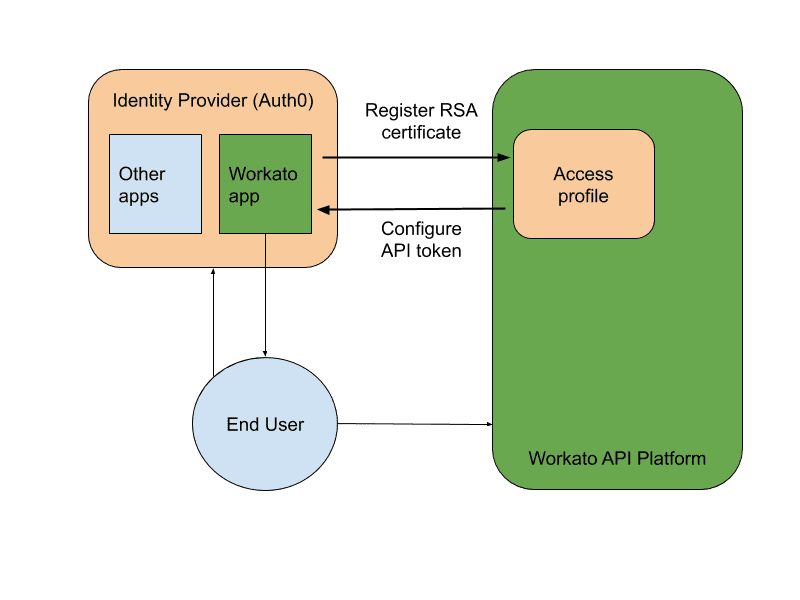 Identity Provider (Auth0)
Register RSA
certificate
Other
apps
Workato
app
Access
profile
Configure
API token
End User
Workato API Platform